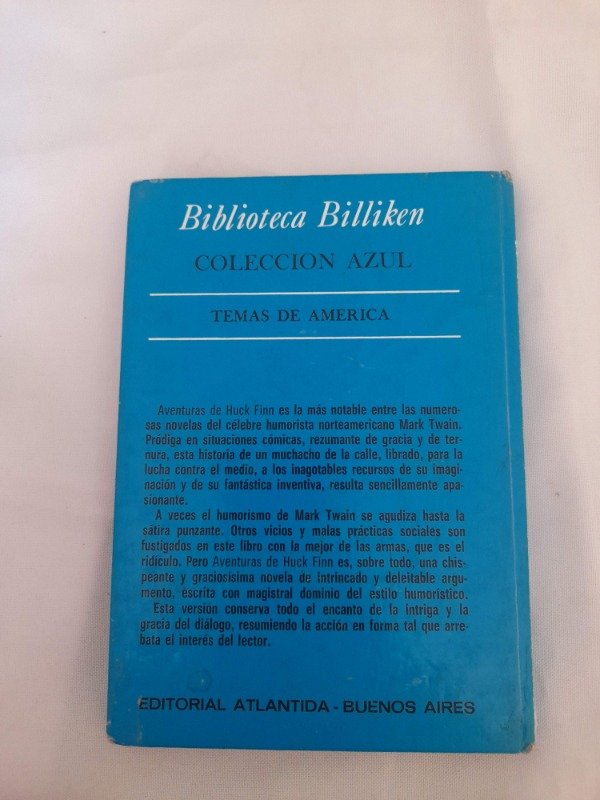 Biblioteca Billiken
COLECCION AZUL
TEMAS DE AMERICA
Aventuras de Huck Finn es la más notable entre las numero-
sas novelas del célebre humorista norteamericano Mark Twain.
Pródiga en situaciones cómicas, rezumante de gracia y de ter-
nura, esta historia de un muchacho de la calle, librado, para la
lucha contra el medio, a los inagotables recursos de su imagi-
nación y de su fantástica inventiva, resulta sencillamente apa-
sionante.
A veces el humorismo de Mark Twain se agudiza hasta la
sátira punzante. Otros vicios y malas prácticas sociales son
fustigados en este libro con la mejor de las armas, que es el
ridículo. Pero Aventuras de Huck Finn es, sobre todo, una chis-
peante y graciosísima novela de intrincado y deleitable argu-
mento, escrita con magistral dominio del estilo humorístico.
Esta versión conserva todo el encanto de la intriga y la
gracia del diálogo, resumiendo la acción en forma tal que arre-
bata el interés del lector.
EDITORIAL ATLANTIDA - BUENOS AIRES